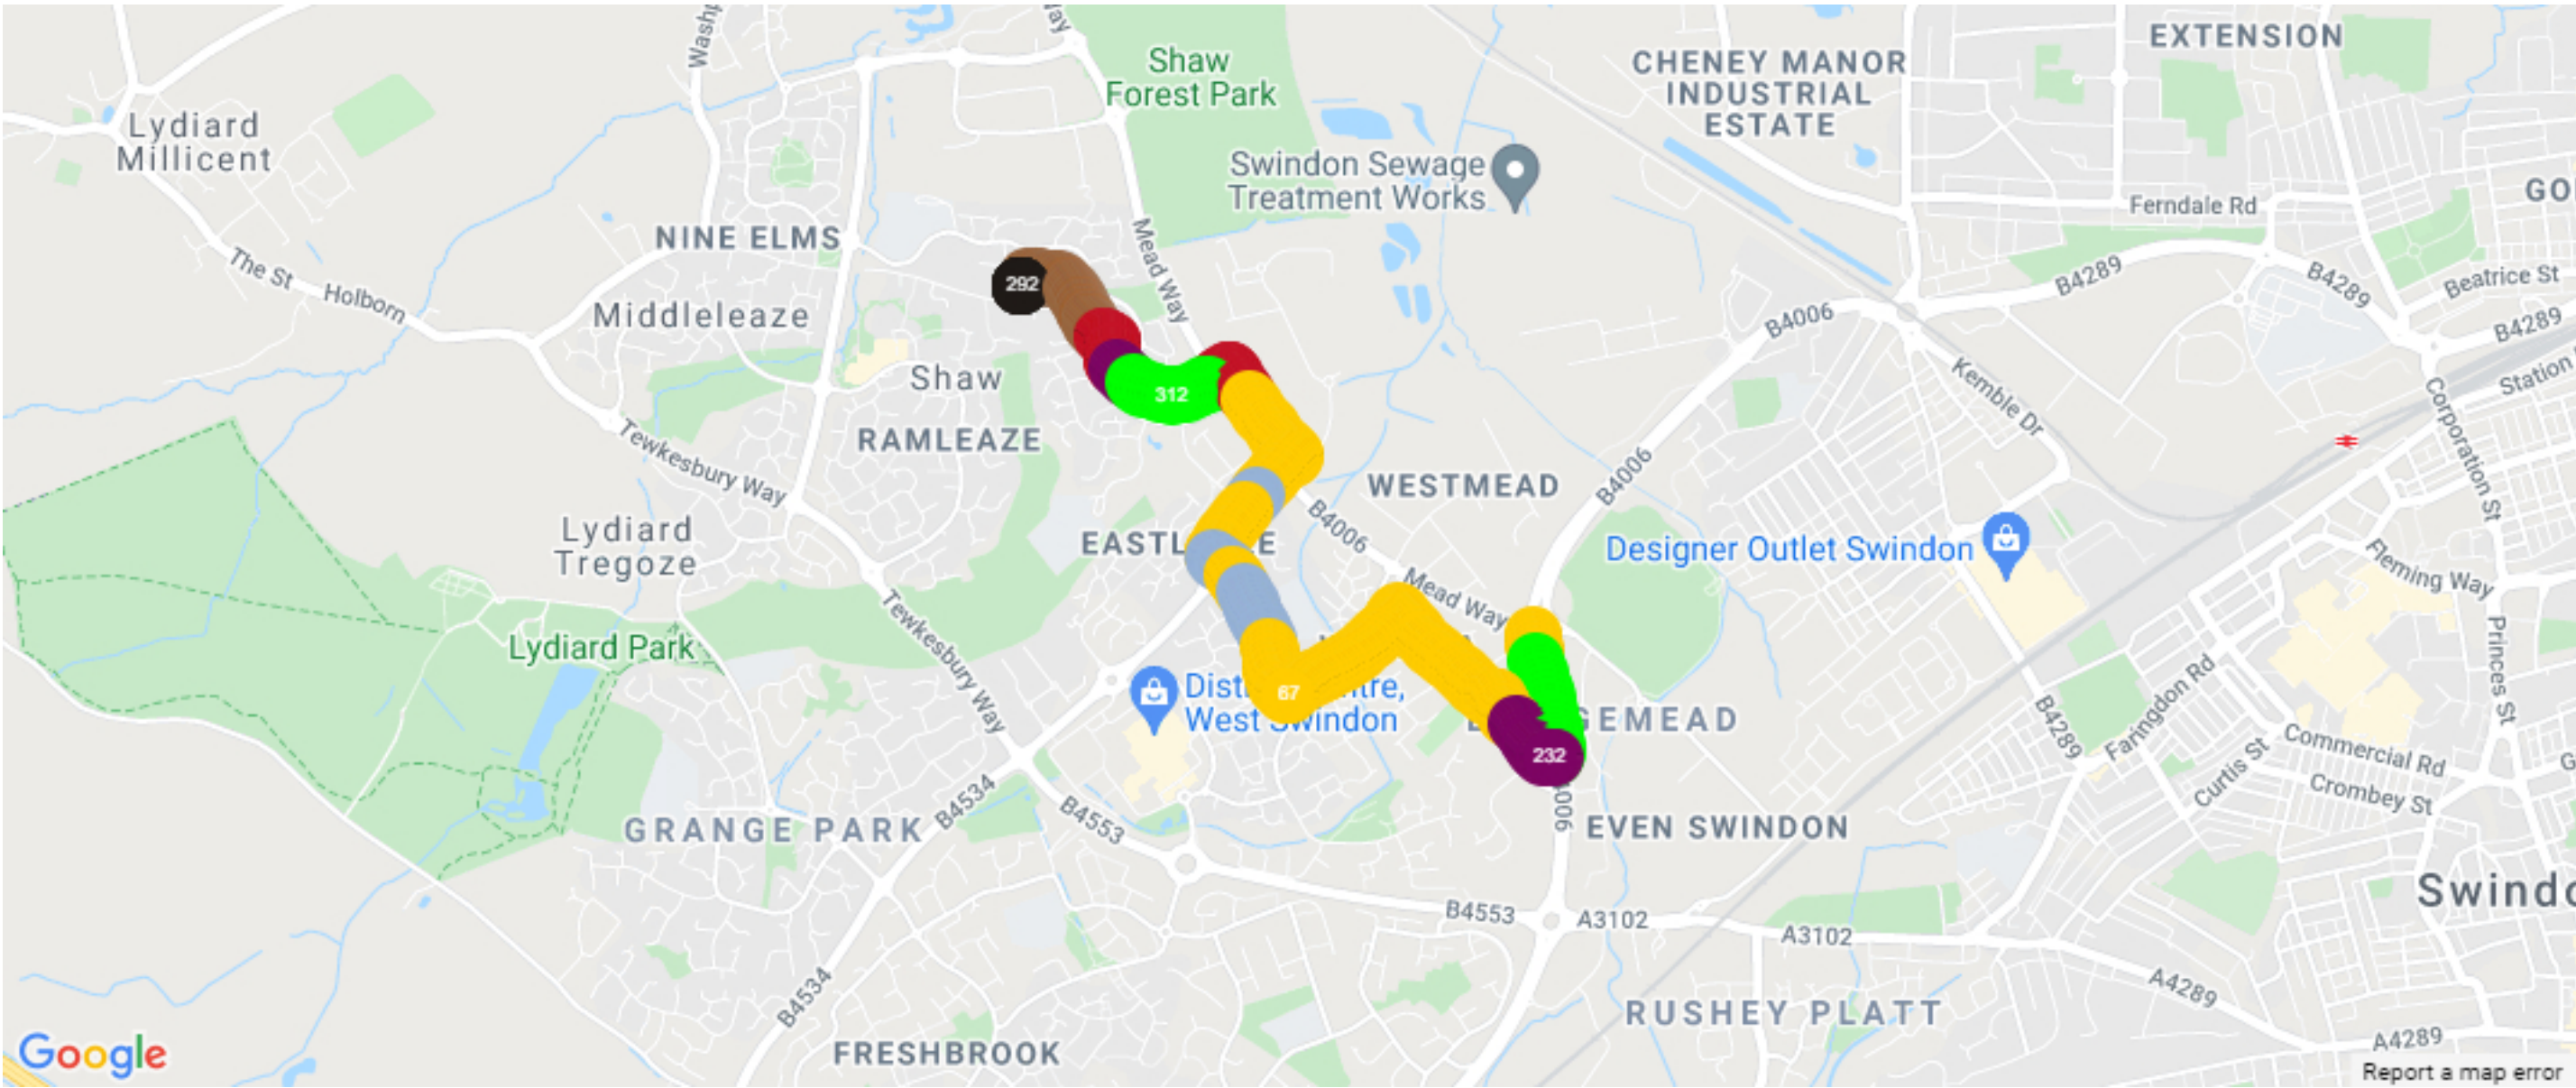 EXTENSION
Shaw
Forest Park
CHENEY MANOR
INDUSTRIAL
ESTATE
Lydiard
Millicent
Swindon Sewage
Treatment Works
Ferndale Rd
NINE ELMS
Mead Way
The St
Holborn
B4289
B4289
Beatrice St
B4289
292
Middleleaze
B4006
Station
Shaw
312
Kemble Dr
Corporation St
RAMLEAZE
Tewkesbury Way
B4006
WESTMEAD
Lydiard
Tregoze
B4006
Designer Outlet Swindon
Fleming Way
Mead Way
Tewkesbury Way
Lydiard Park
Princes St
67
West Swindon
B4289
Faringdon Rd
232
Commercial Rd
Curtis St
Crombey St
GRANGE PARK
B4534
B4553
EVEN SWINDON
B4553
A3102
A3102
B4534
A4289
RUSHEY PLATT
A4289
FRESHBROOK
Google
Report a map error